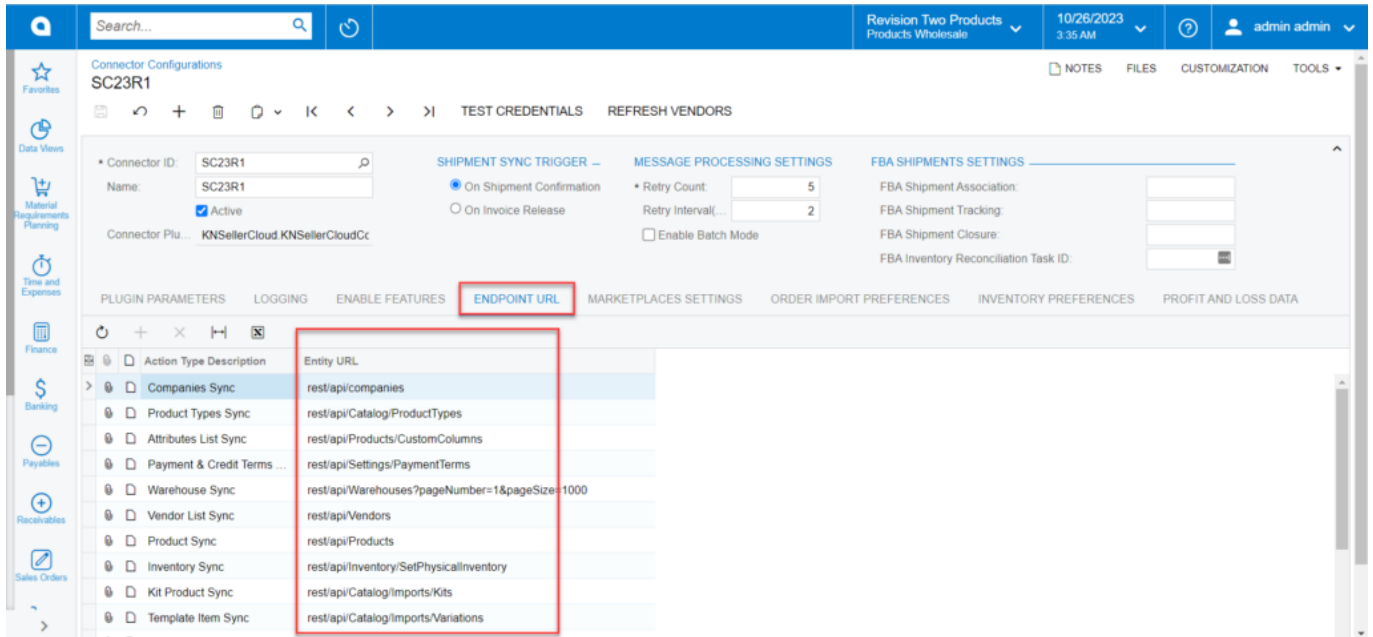 Search...
Revision Two Products
Products Wholesale
10/26/2023
3:35 AM
admin admin
Favorites
Data Views
Material
Requirements
Planning
Time and
Expenses
Finance
Banking
Payables
Receivables
Sales Orders
Connector Configurations
SC23R1
NOTES FILES CUSTOMIZATION TOOLS
TEST CREDENTIALS REFRESH VENDORS
Connector ID: SC23R1
Name: SC23R1
Active
Connector Plu... KNSellerCloud.KNSellerCloudCc
SHIPMENT SYNC TRIGGER
On Shipment Confirmation
On Invoice Release
MESSAGE PROCESSING SETTINGS
Retry Count: 5
Retry Interval(... 2
Enable Batch Mode
FBA SHIPMENTS SETTINGS
FBA Shipment Association:
FBA Shipment Tracking:
FBA Shipment Closure:
FBA Inventory Reconciliation Task ID:
PLUGIN PARAMETERS LOGGING ENABLE FEATURES ENDPOINT URL MARKETPLACES SETTINGS ORDER IMPORT PREFERENCES INVENTORY PREFERENCES PROFIT AND LOSS DATA
Action Type Description Entity URL
Companies Sync rest/api/companies
Product Types Sync rest/api/Catalog/ProductTypes
Attributes List Sync rest/api/Products/CustomColumns
Payment & Credit Terms ... rest/api/Settings/PaymentTerms
Warehouse Sync rest/api/Warehouses?pageNumber=1&pageSize=1000
Vendor List Sync rest/api/Vendors
Product Sync rest/api/Products
Inventory Sync rest/api/Inventory/SetPhysicalInventory
Kit Product Sync rest/api/Catalog/Imports/Kits
Template Item Sync rest/api/Catalog/Imports/Variations